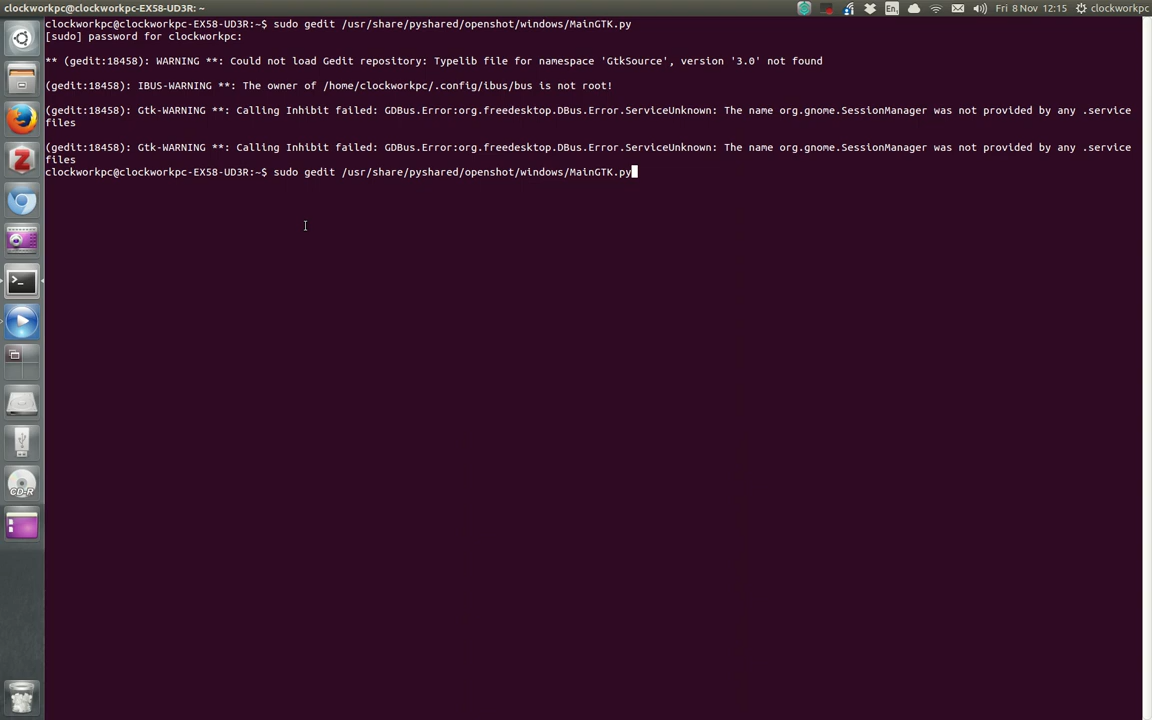 clockworkpc@clockworkpc-EX58-UD3R: ~
En
Fri 8 Nov 12:15
clockworkpc
clockworkpc@clockworkpc-EX58-UD3R:~$ sudo gedit /usr/share/pyshared/openshot/windows/MainGTK.py
[sudo] password for clockworkpc:
** (gedit:18458): WARNING **: Could not load Gedit repository: Typelib file for namespace 'GtkSource', version '3.0' not found
(gedit:18458): IBUS-WARNING **: The owner of /home/clockworkpc/.config/ibus/bus is not root!
(gedit:18458): Gtk-WARNING **: Calling Inhibit failed: GDBus.Error:org.freedesktop.DBus.Error.ServiceUnknown: The name org.gnome.SessionManager was not provided by any .service
files
(gedit:18458): Gtk-WARNING **: Calling Inhibit failed: GDBus.Error:org.freedesktop.DBus.Error.ServiceUnknown: The name org.gnome.SessionManager was not provided by any .service
files
clockworkpc@clockworkpc-EX58-UD3R:~$ sudo gedit /usr/share/pyshared/openshot/windows/MainGTK.py
Z
>_
CD-R